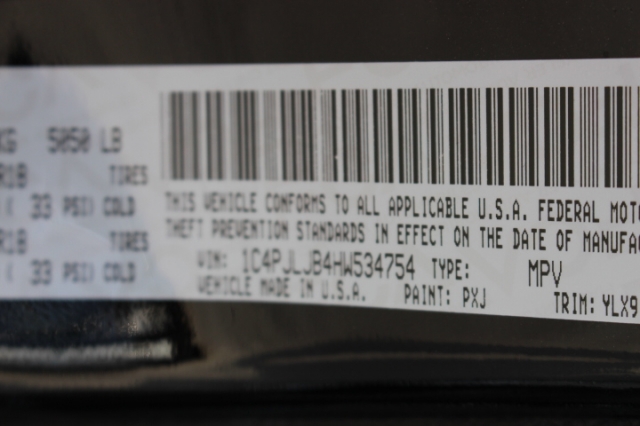 KG 5050 LB
R18 TIRES
( 33 PSI) COLD
R18 TIRES
( 33 PSI) COLD
THIS VEHICLE CONFORMS TO ALL APPLICABLE U.S.A. FEDERAL MOTO
THEFT PREVENTION STANDARDS IN EFFECT ON THE DATE OF MANUFAC
VIN: 1C4PJLJB4HW534754 TYPE: MPV
VEHICLE MADE IN U.S.A. PAINT: PXJ TRIM: YLX9